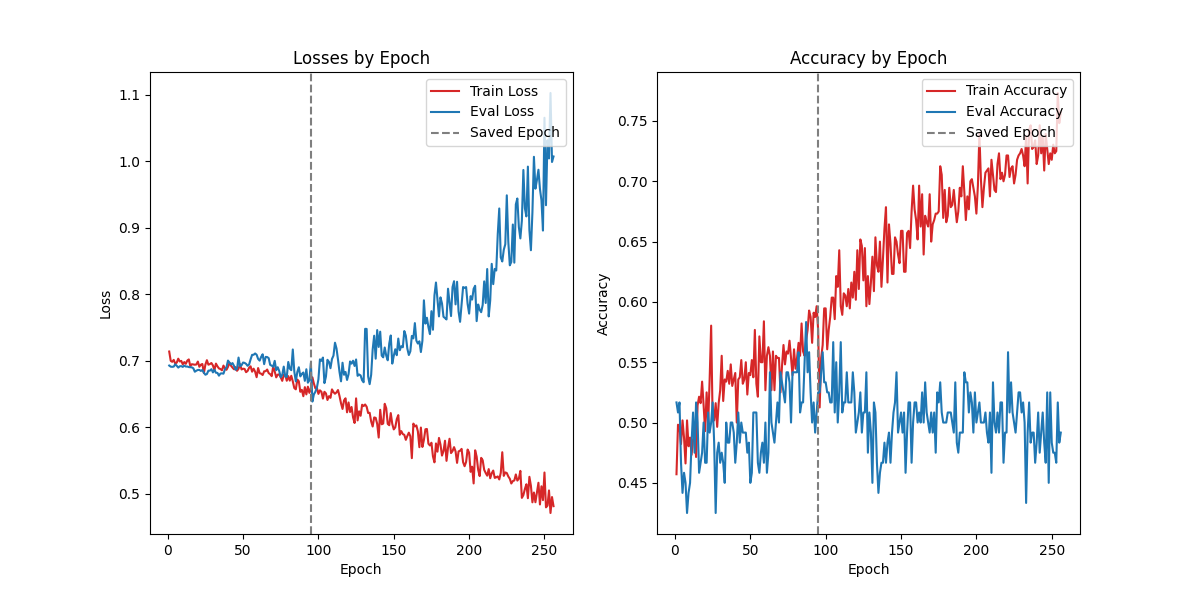 Losses by Epoch
Train Loss
Eval Loss
Saved Epoch
1.1
1.0
0.9
0.8
0.7
0.6
0.5
Loss
0
50
100
150
200
250
Epoch
Accuracy by Epoch
Train Accuracy
Eval Accuracy
Saved Epoch
0.75
0.70
0.65
0.60
0.55
0.50
0.45
Accuracy
0
50
100
150
200
250
Epoch